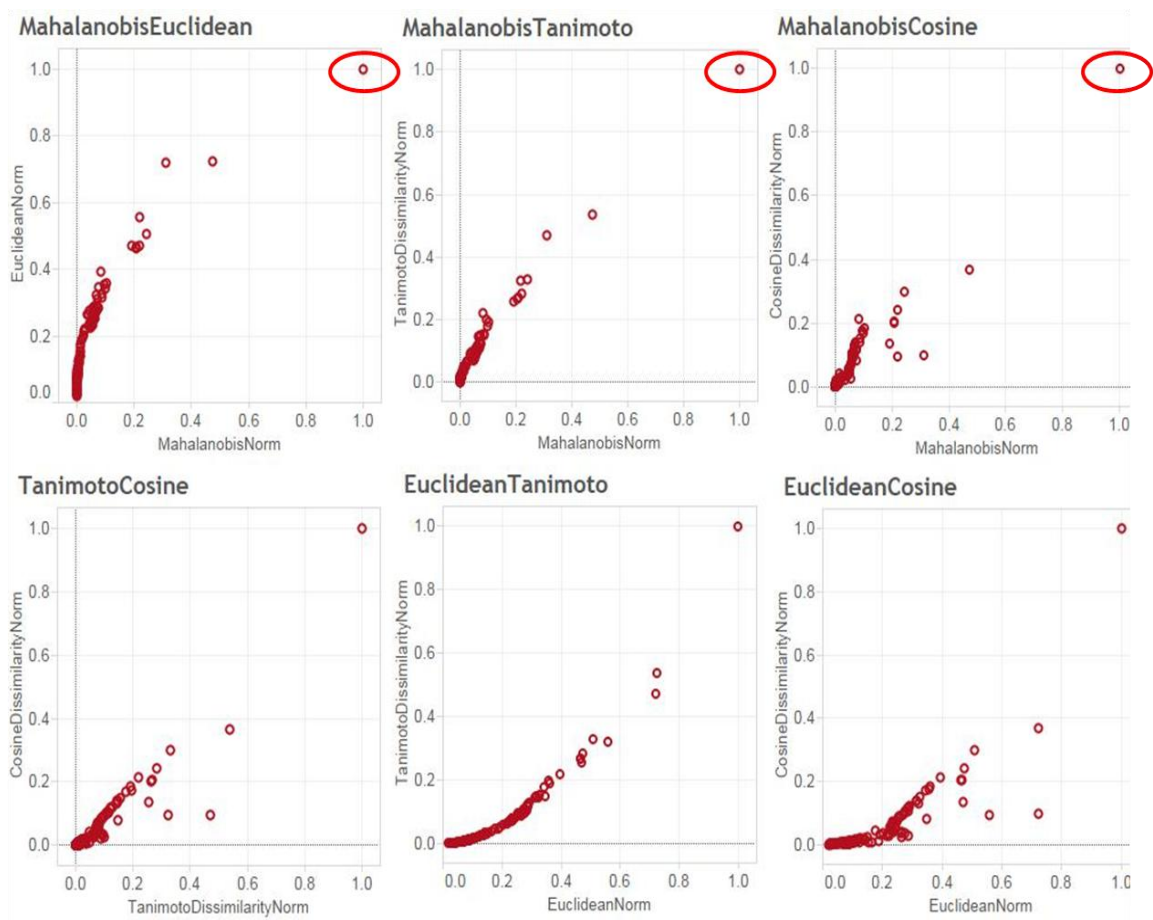 MahalanobisEuclidean
EuclideanNorm
1.0
0.8
0.6
0.4
0.2
0.0
0.0 0.2 0.4 0.6 0.8 1.0
MahalanobisNorm
MahalanobisTanimoto
TanimotoDissimilarityNorm
1.0
0.8
0.6
0.4
0.2
0.0
0.0 0.2 0.4 0.6 0.8 1.0
MahalanobisNorm
MahalanobisCosine
CosineDissimilarityNorm
1.0
0.8
0.6
0.4
0.2
0.0
0.0 0.2 0.4 0.6 0.8 1.0
MahalanobisNorm
TanimotoCosine
CosineDissimilarityNorm
1.0
0.8
0.6
0.4
0.2
0.0
0.0 0.2 0.4 0.6 0.8 1.0
TanimotoDissimilarityNorm
EuclideanTanimoto
TanimotoDissimilarityNorm
1.0
0.8
0.6
0.4
0.2
0.0
0.0 0.2 0.4 0.6 0.8 1.0
EuclideanNorm
EuclideanCosine
CosineDissimilarityNorm
1.0
0.8
0.6
0.4
0.2
0.0
0.0 0.2 0.4 0.6 0.8 1.0
EuclideanNorm